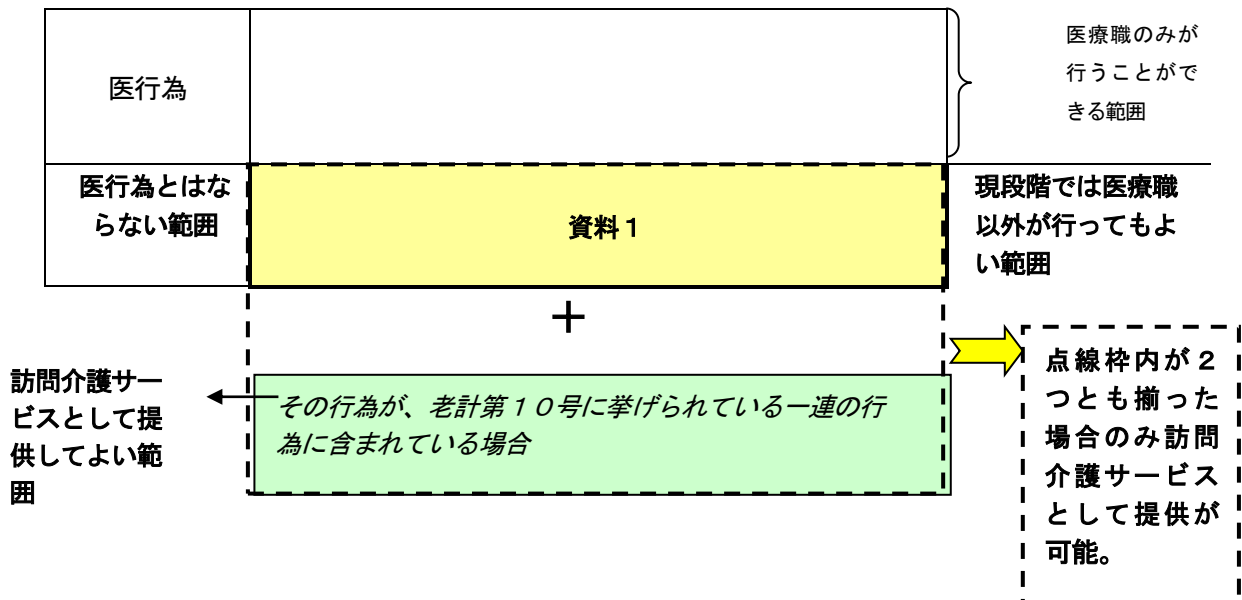 医行為
医療職のみが
行うことがで
きる範囲
医行為とはな
らない範囲
資料１
現段階では医療職
以外が行ってもよ
い範囲
＋
訪問介護サー
ビスとして提
供してよい範
囲
その行為が、老計第１０号に挙げられている一連の行
為に含まれている場合
点線枠内が２
つとも揃った
場合のみ訪問
介護サービス
として提供が
可能。